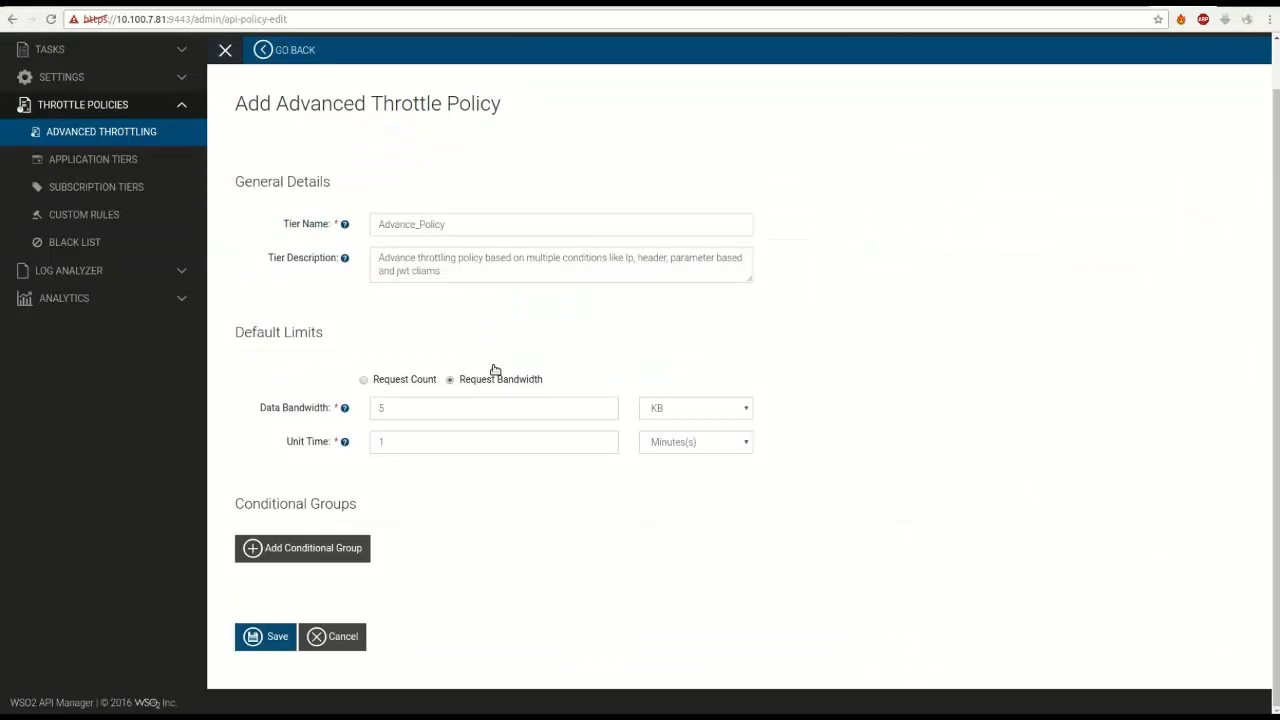 https://10.100.7.81:9443/admin/api-policy-edit
ABP
TASKS
SETTINGS
THROTTLE POLICIES
ADVANCED THROTTLING
APPLICATION TIERS
SUBSCRIPTION TIERS
CUSTOM RULES
BLACK LIST
LOG ANALYZER
ANALYTICS
GO BACK
Add Advanced Throttle Policy
General Details
Tier Name: * ?
Advance_Policy
Tier Description: ?
Advance throttling policy based on multiple conditions like Ip, header, parameter based
and jwt cliams
Default Limits
Request Count Request Bandwidth
Data Bandwidth: * ? 5 KB
Unit Time: * ? 1 Minutes(s)
Conditional Groups
Add Conditional Group
Save Cancel
WSO2 API Manager | © 2016 WSO2 Inc.